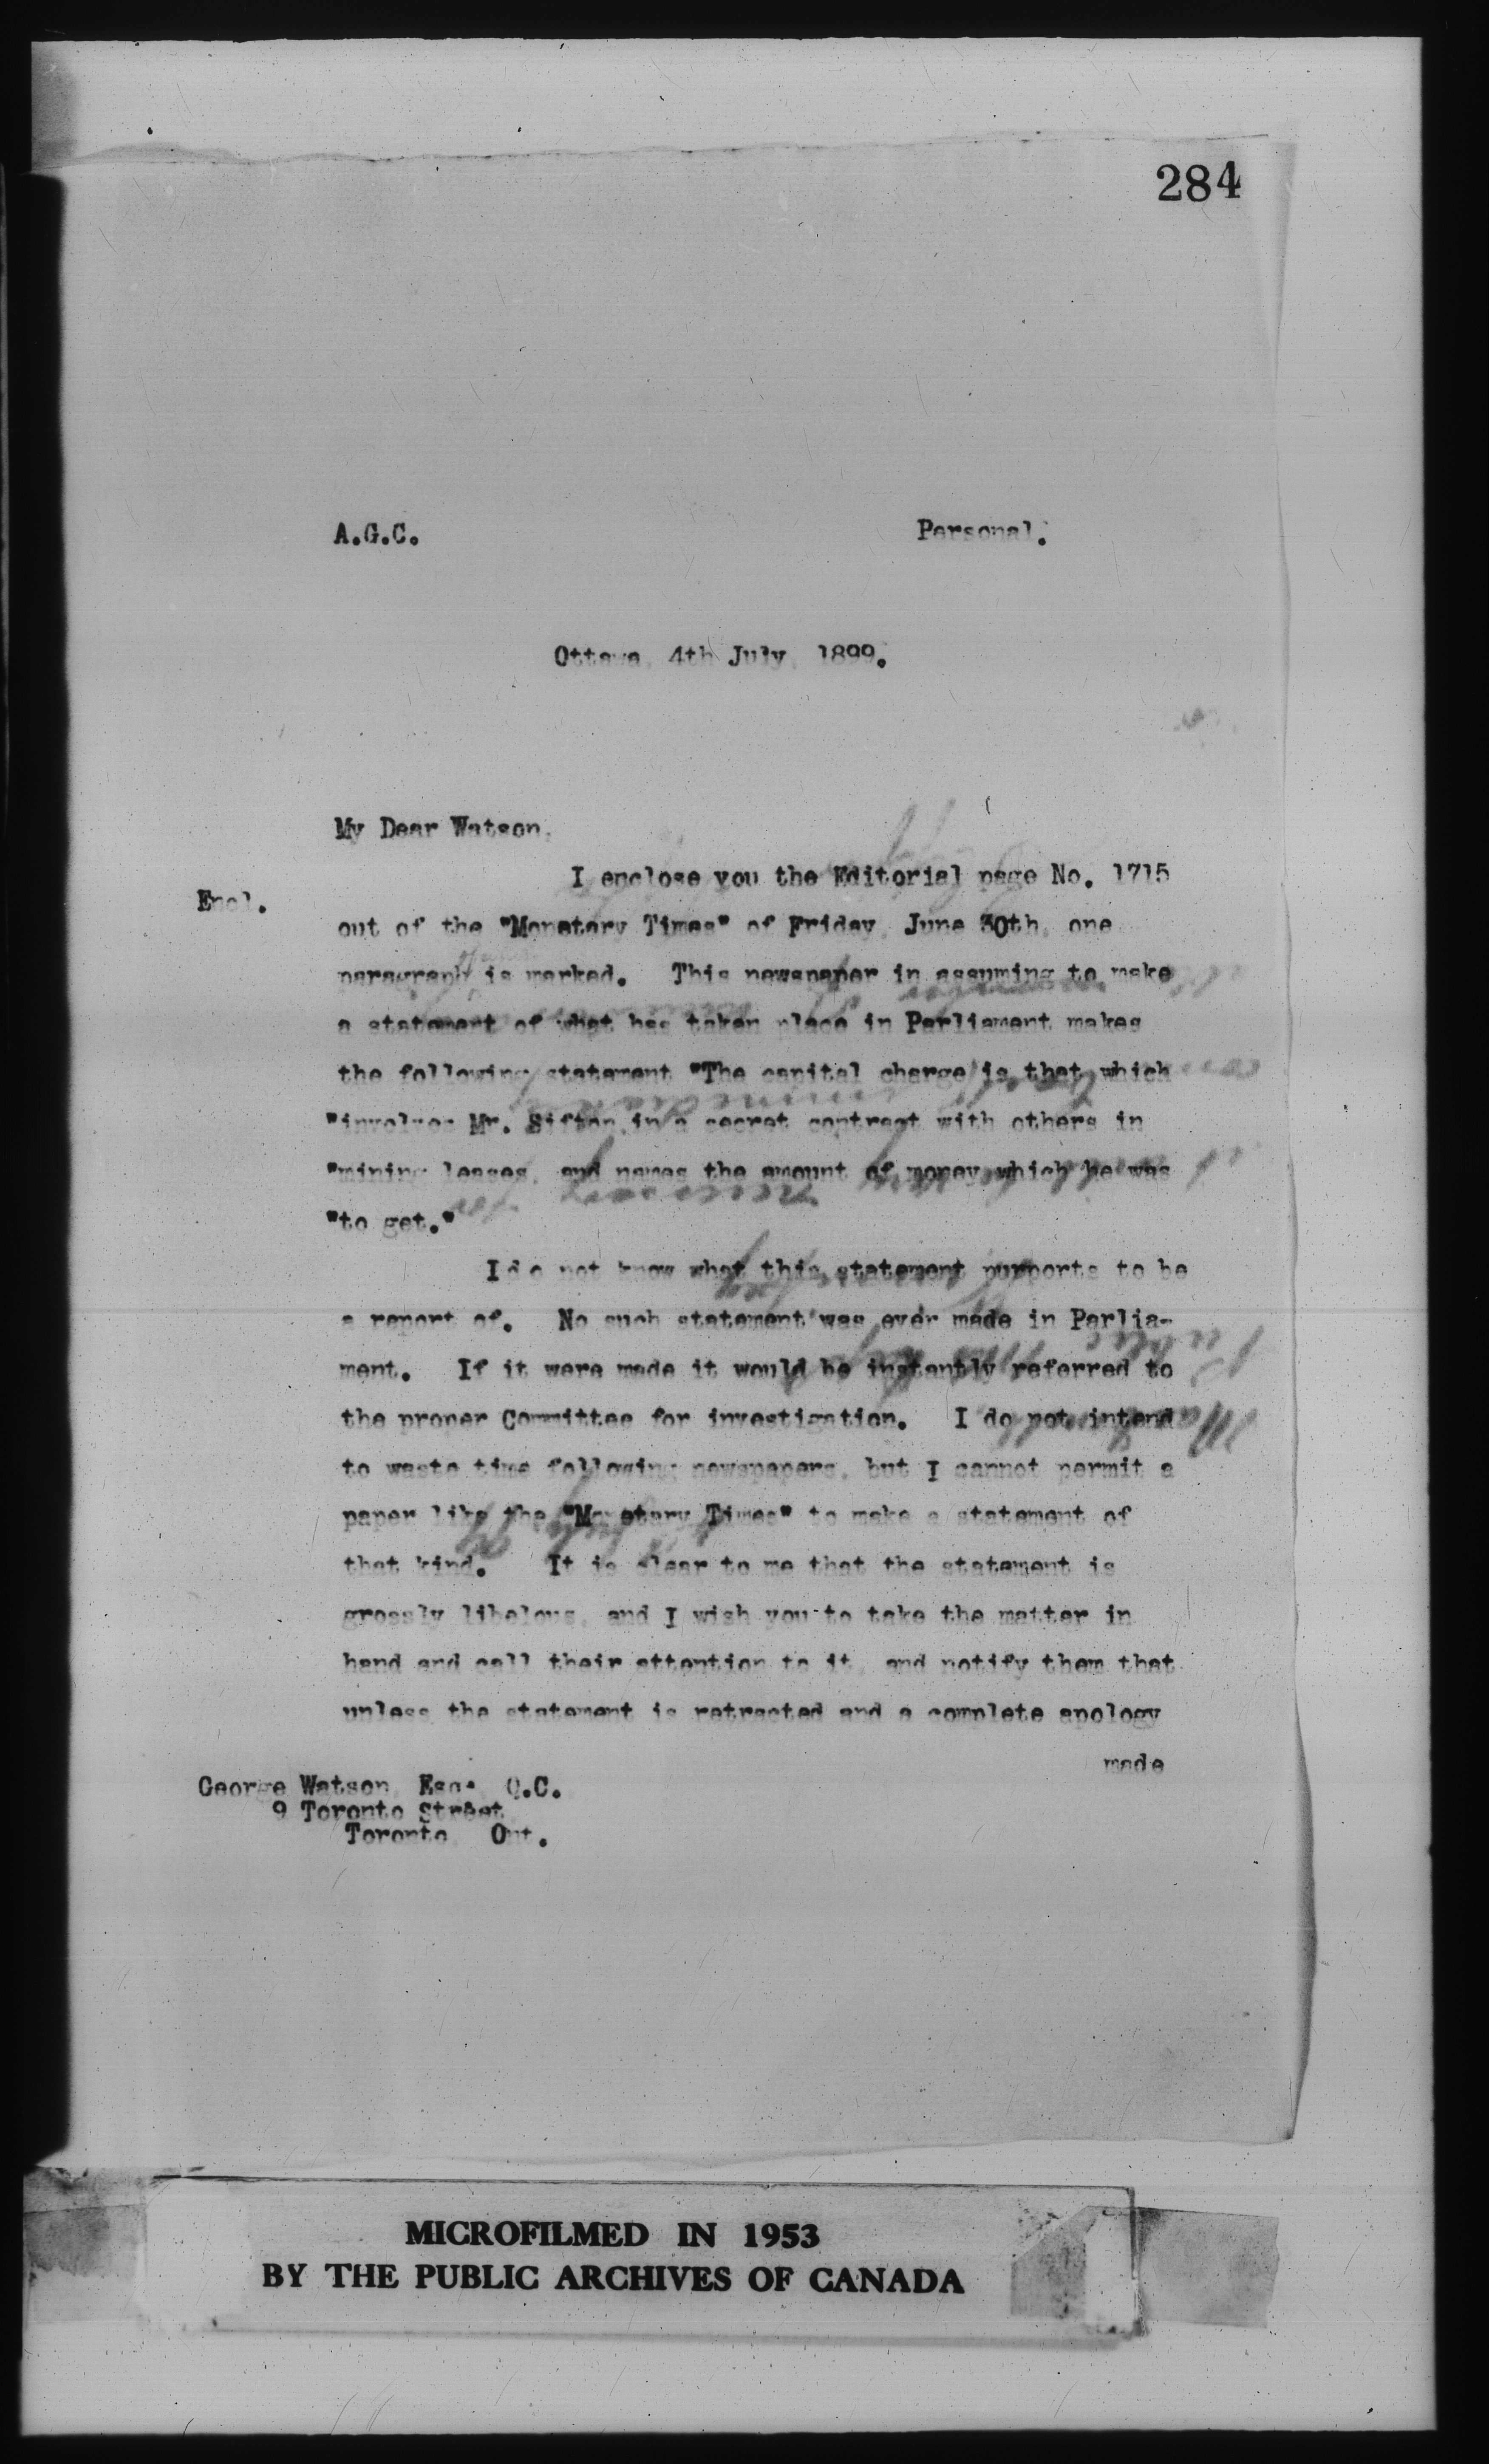 284
A.G.C. Personal.
Ottawa, 4th July, 1899.
My Dear Watson,
I enclose you the Editorial page No. 1715
Encl.
out of the "Monetary Times" of Friday, June 30th, one
paragraph is marked. This newspaper in assuming to make
a statement of what has taken place in Parliament makes
the following statement "The capital charge is that which
"involves Mr. Sifton in a secret contract with others in
"mining leases, and names the amount of money which he was
"to get."
I do not know what this statement purports to be
a report of. No such statement was ever made in Parlia-
ment. If it were made it would be instantly referred to
the proper Committee for investigation. I do not intend
to waste time following newspapers, but I cannot permit a
paper like the "Monetary Times" to make a statement of
that kind. It is clear to me that the statement is
grossly libelous, and I wish you to take the matter in
hand and call their attention to it, and notify them that
unless the statement is retracted and a complete apology
made
George Watson, Esq. Q.C.
9 Toronto Street,
Toronto, Ont.
MICROFILMED IN 1953
BY THE PUBLIC ARCHIVES OF CANADA